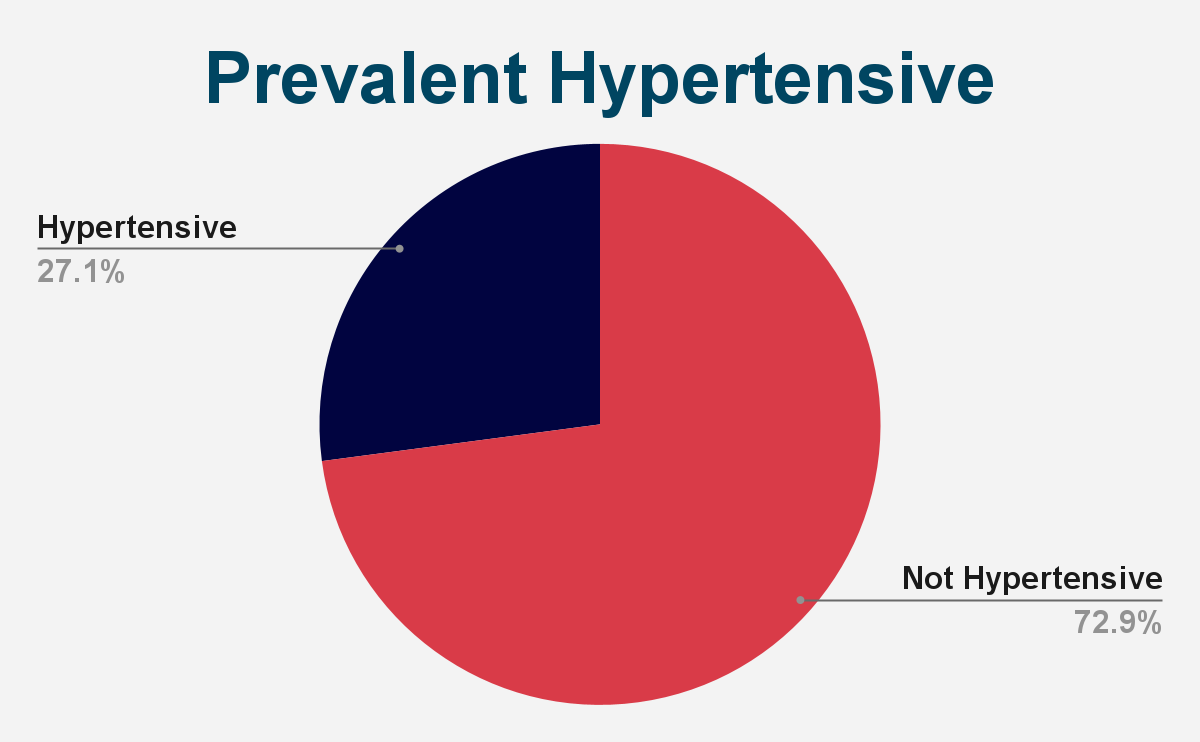 Prevalent Hypertensive
Hypertensive
27.1%
Not Hypertensive
72.9%